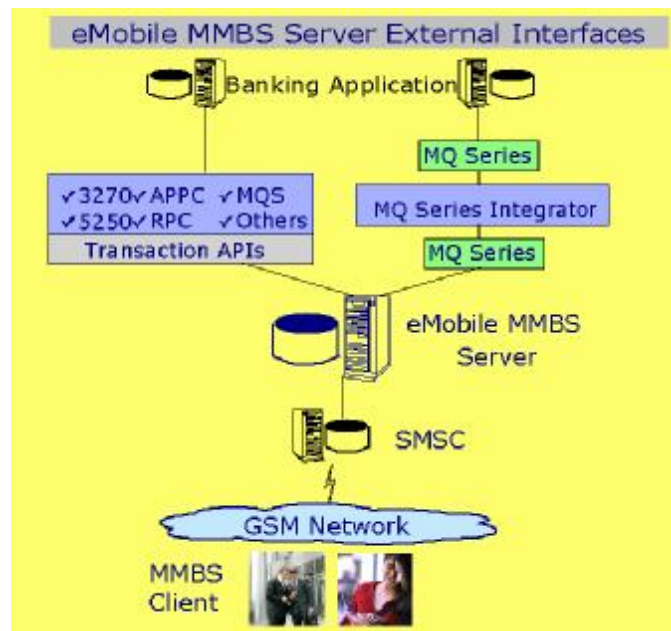 eMobile MMBS Server External Interfaces
Banking Application
MQ Series
✓3270✓ APPC ✓MQS
✓5250✓ RPC ✓Others
Transaction APIs
MQ Series Integrator
MQ Series
eMobile MMBS
Server
SMSC
GSM Network
MMBS
Client